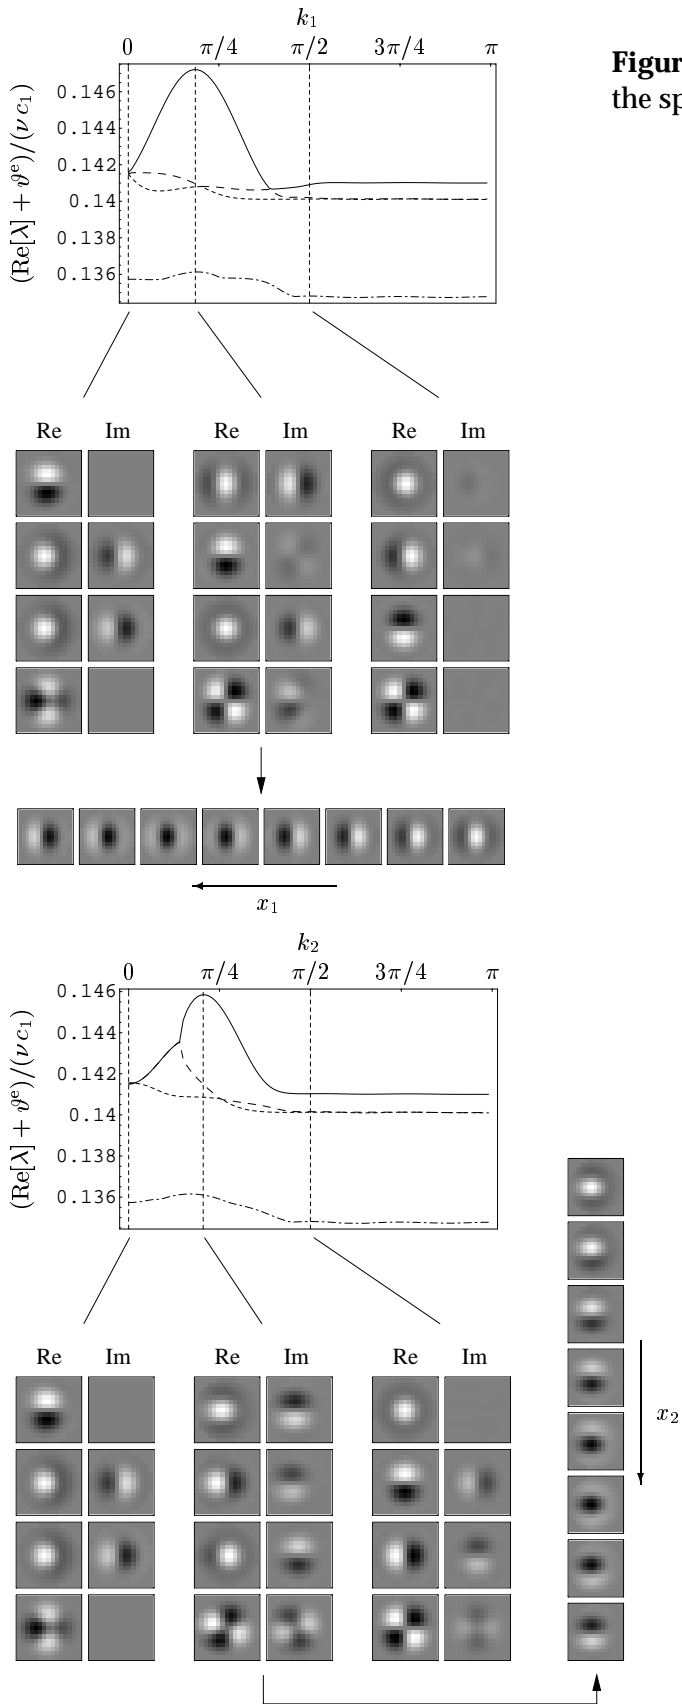 k₁
0 π/4 π/2 3π/4 π
Figur
the sp
(Re[λ] + ϑᵉ)/(ν c₁)
0.146
0.144
0.142
0.14
0.138
0.136
Re Im Re Im Re Im
x₁
k₂
0 π/4 π/2 3π/4 π
(Re[λ] + ϑᵉ)/(ν c₁)
0.146
0.144
0.142
0.14
0.138
0.136
Re Im Re Im Re Im
x₂